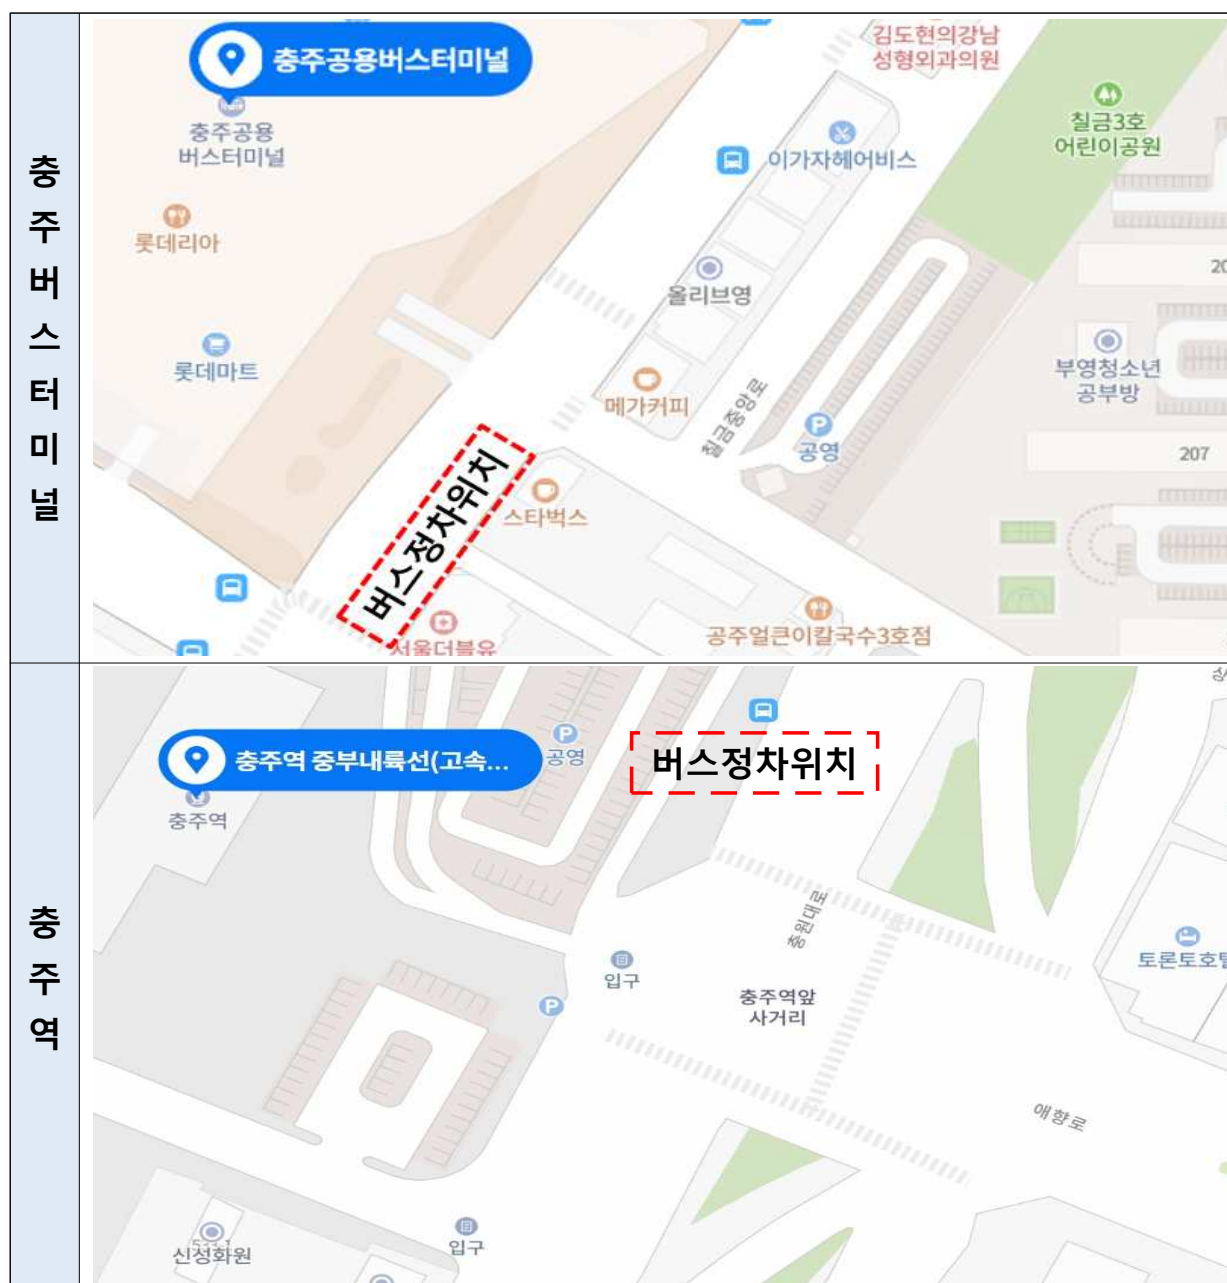 충주버스터미널
충주공용버스터미널
충주공용
버스터미널
롯데리아
롯데마트
김도현의강남
성형외과의원
이가자헤어비스
칠금3호
어린이공원
올리브영
메가커피
칠금중앙로
공영
부영청소년
공부방
207
버스정차위치
스타벅스
서울더블유
공주얼큰이칼국수3호점
충주역
충주역 중부내륙선(고속...
충주역
공영
버스정차위치
입구
충원대로
충주역앞
사거리
토론토호텔
애향로
신성화원
입구